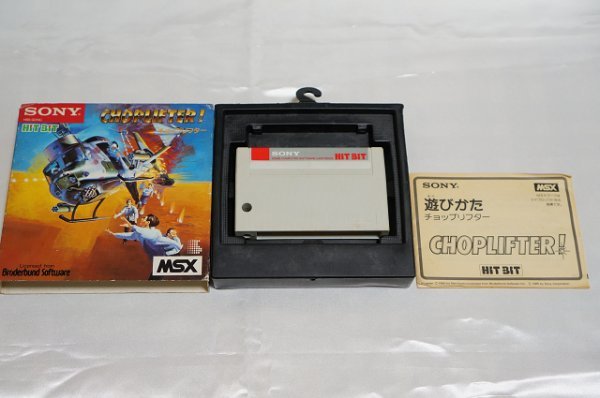 SONY
HIT BIT
CHOPLIFTER!
チョップリフター
Licensed from
Brøderbund Software
MSX
SONY
HIT BIT
SONY
MSX
遊びかた
チョップリフター
CHOPLIFTER!
HIT BIT